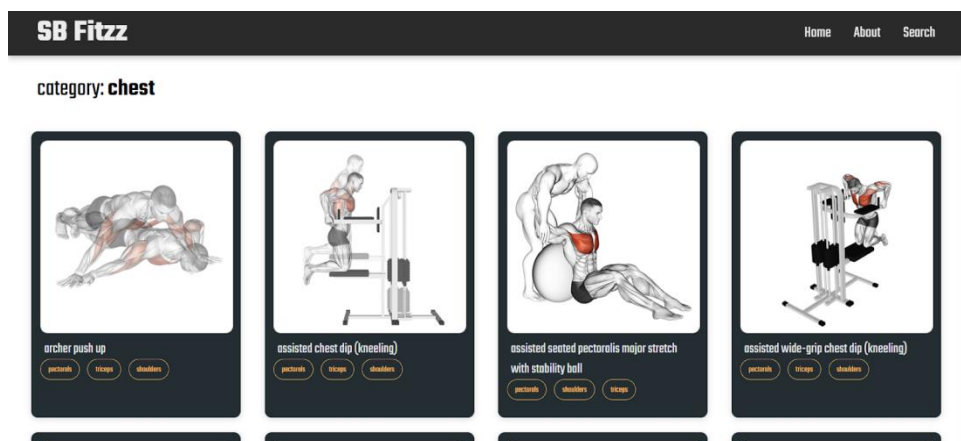 SB Fitzz
Home About Search
category: chest
archer push up
pectorals triceps shoulders
assisted chest dip (kneeling)
pectorals triceps shoulders
assisted seated pectoralis major stretch
with stability ball
pectorals shoulders triceps
assisted wide-grip chest dip (kneeling)
pectorals triceps shoulders